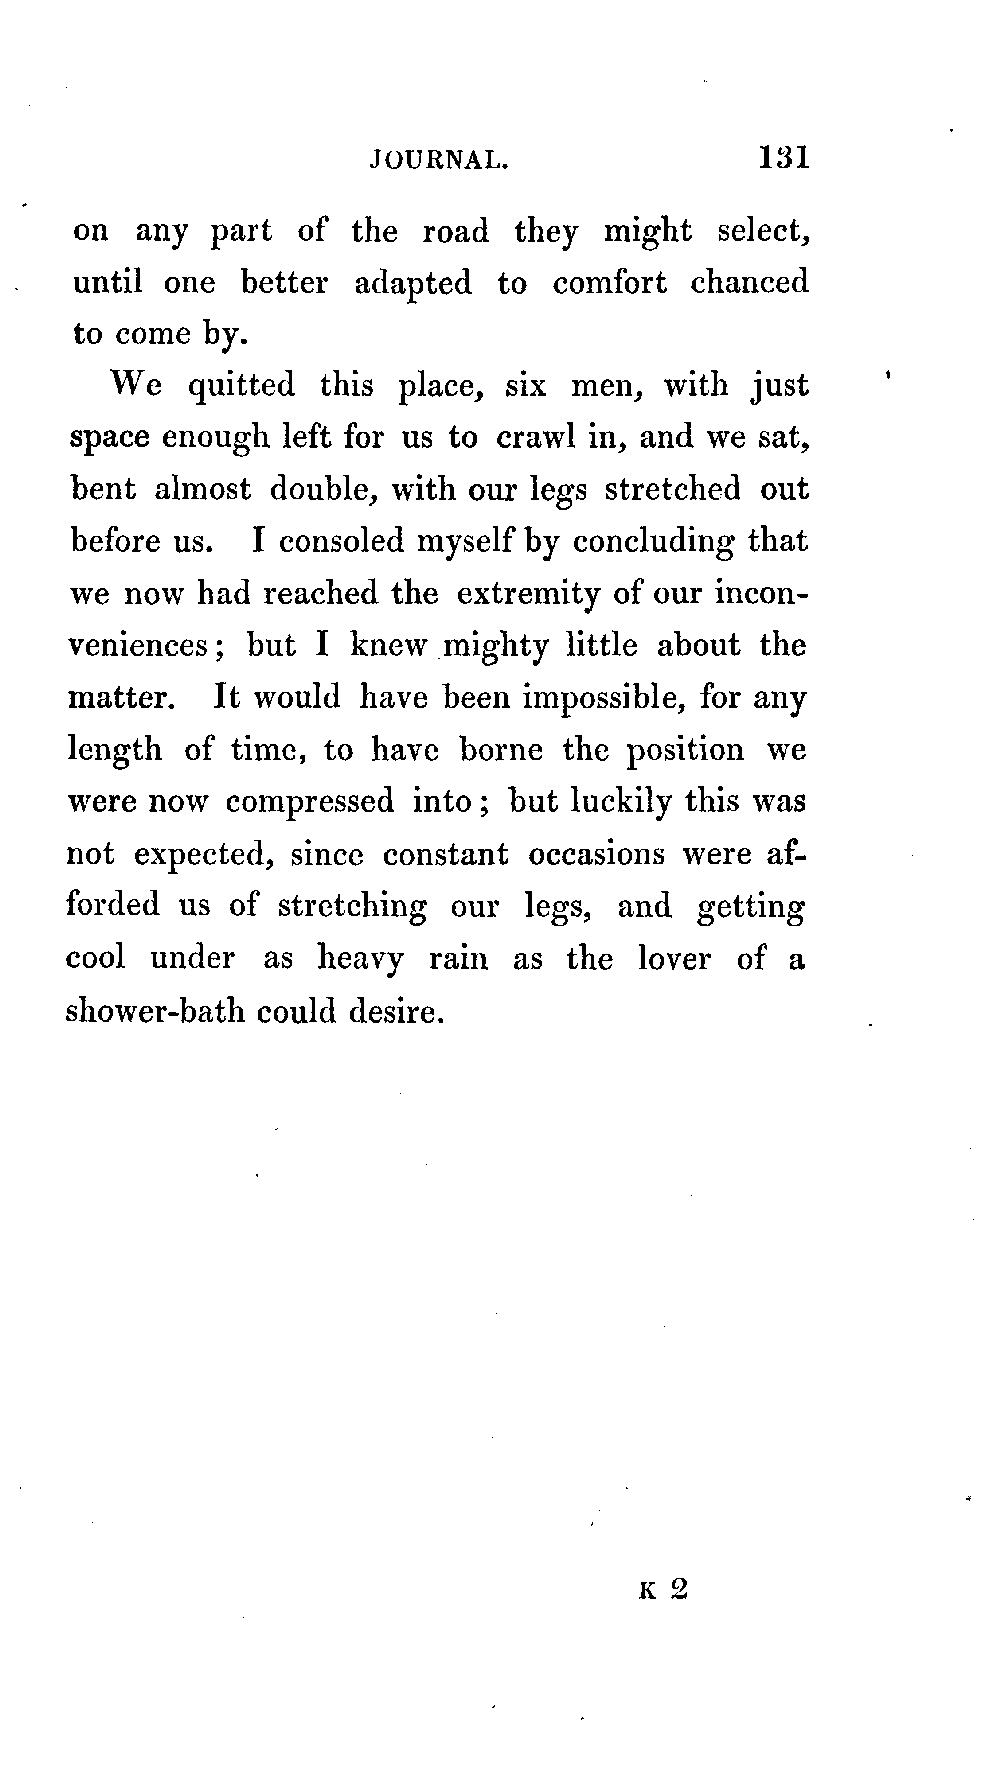 JOURNAL. 131
on any part of the road they might select,
until one better adapted to comfort chanced
to come by.
We quitted this place, six men, with just
space enough left for us to crawl in, and we sat,
bent almost double, with our legs stretched out
before us. I consoled myself by concluding that
we now had reached the extremity of our incon-
veniences; but I knew mighty little about the
matter. It would have been impossible, for any
length of time, to have borne the position we
were now compressed into; but luckily this was
not expected, since constant occasions were af-
forded us of stretching our legs, and getting
cool under as heavy rain as the lover of a
shower-bath could desire.
K 2